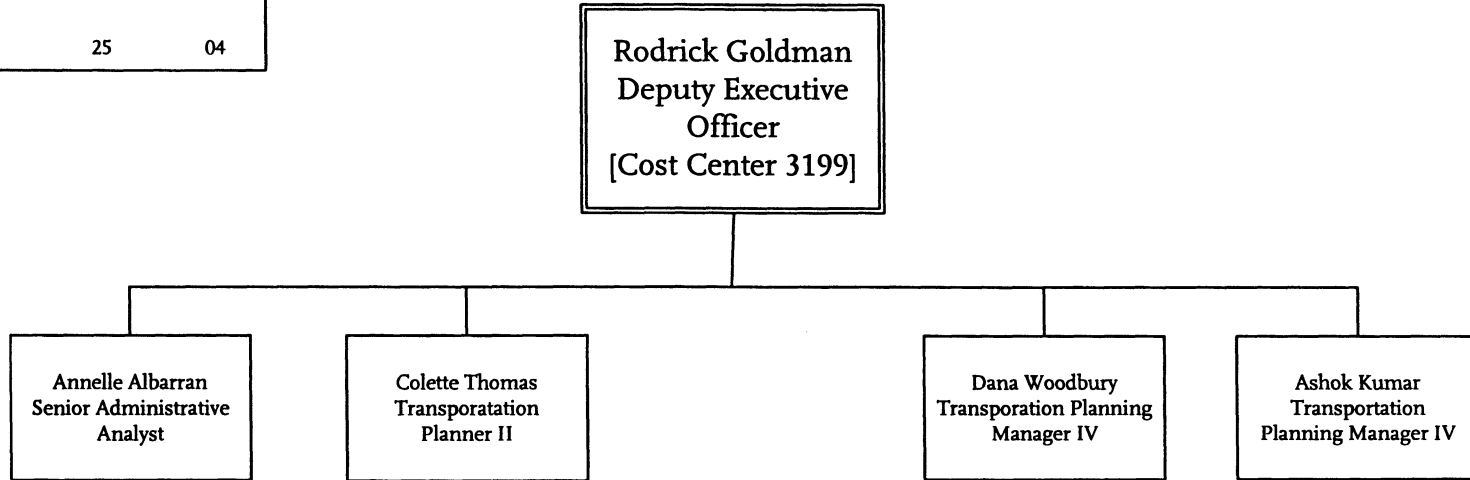 25 04
Rodrick Goldman
Deputy Executive
Officer
[Cost Center 3199]
Annelle Albarran
Senior Administrative
Analyst
Colette Thomas
Transporatation
Planner II
Dana Woodbury
Transporation Planning
Manager IV
Ashok Kumar
Transportation
Planning Manager IV